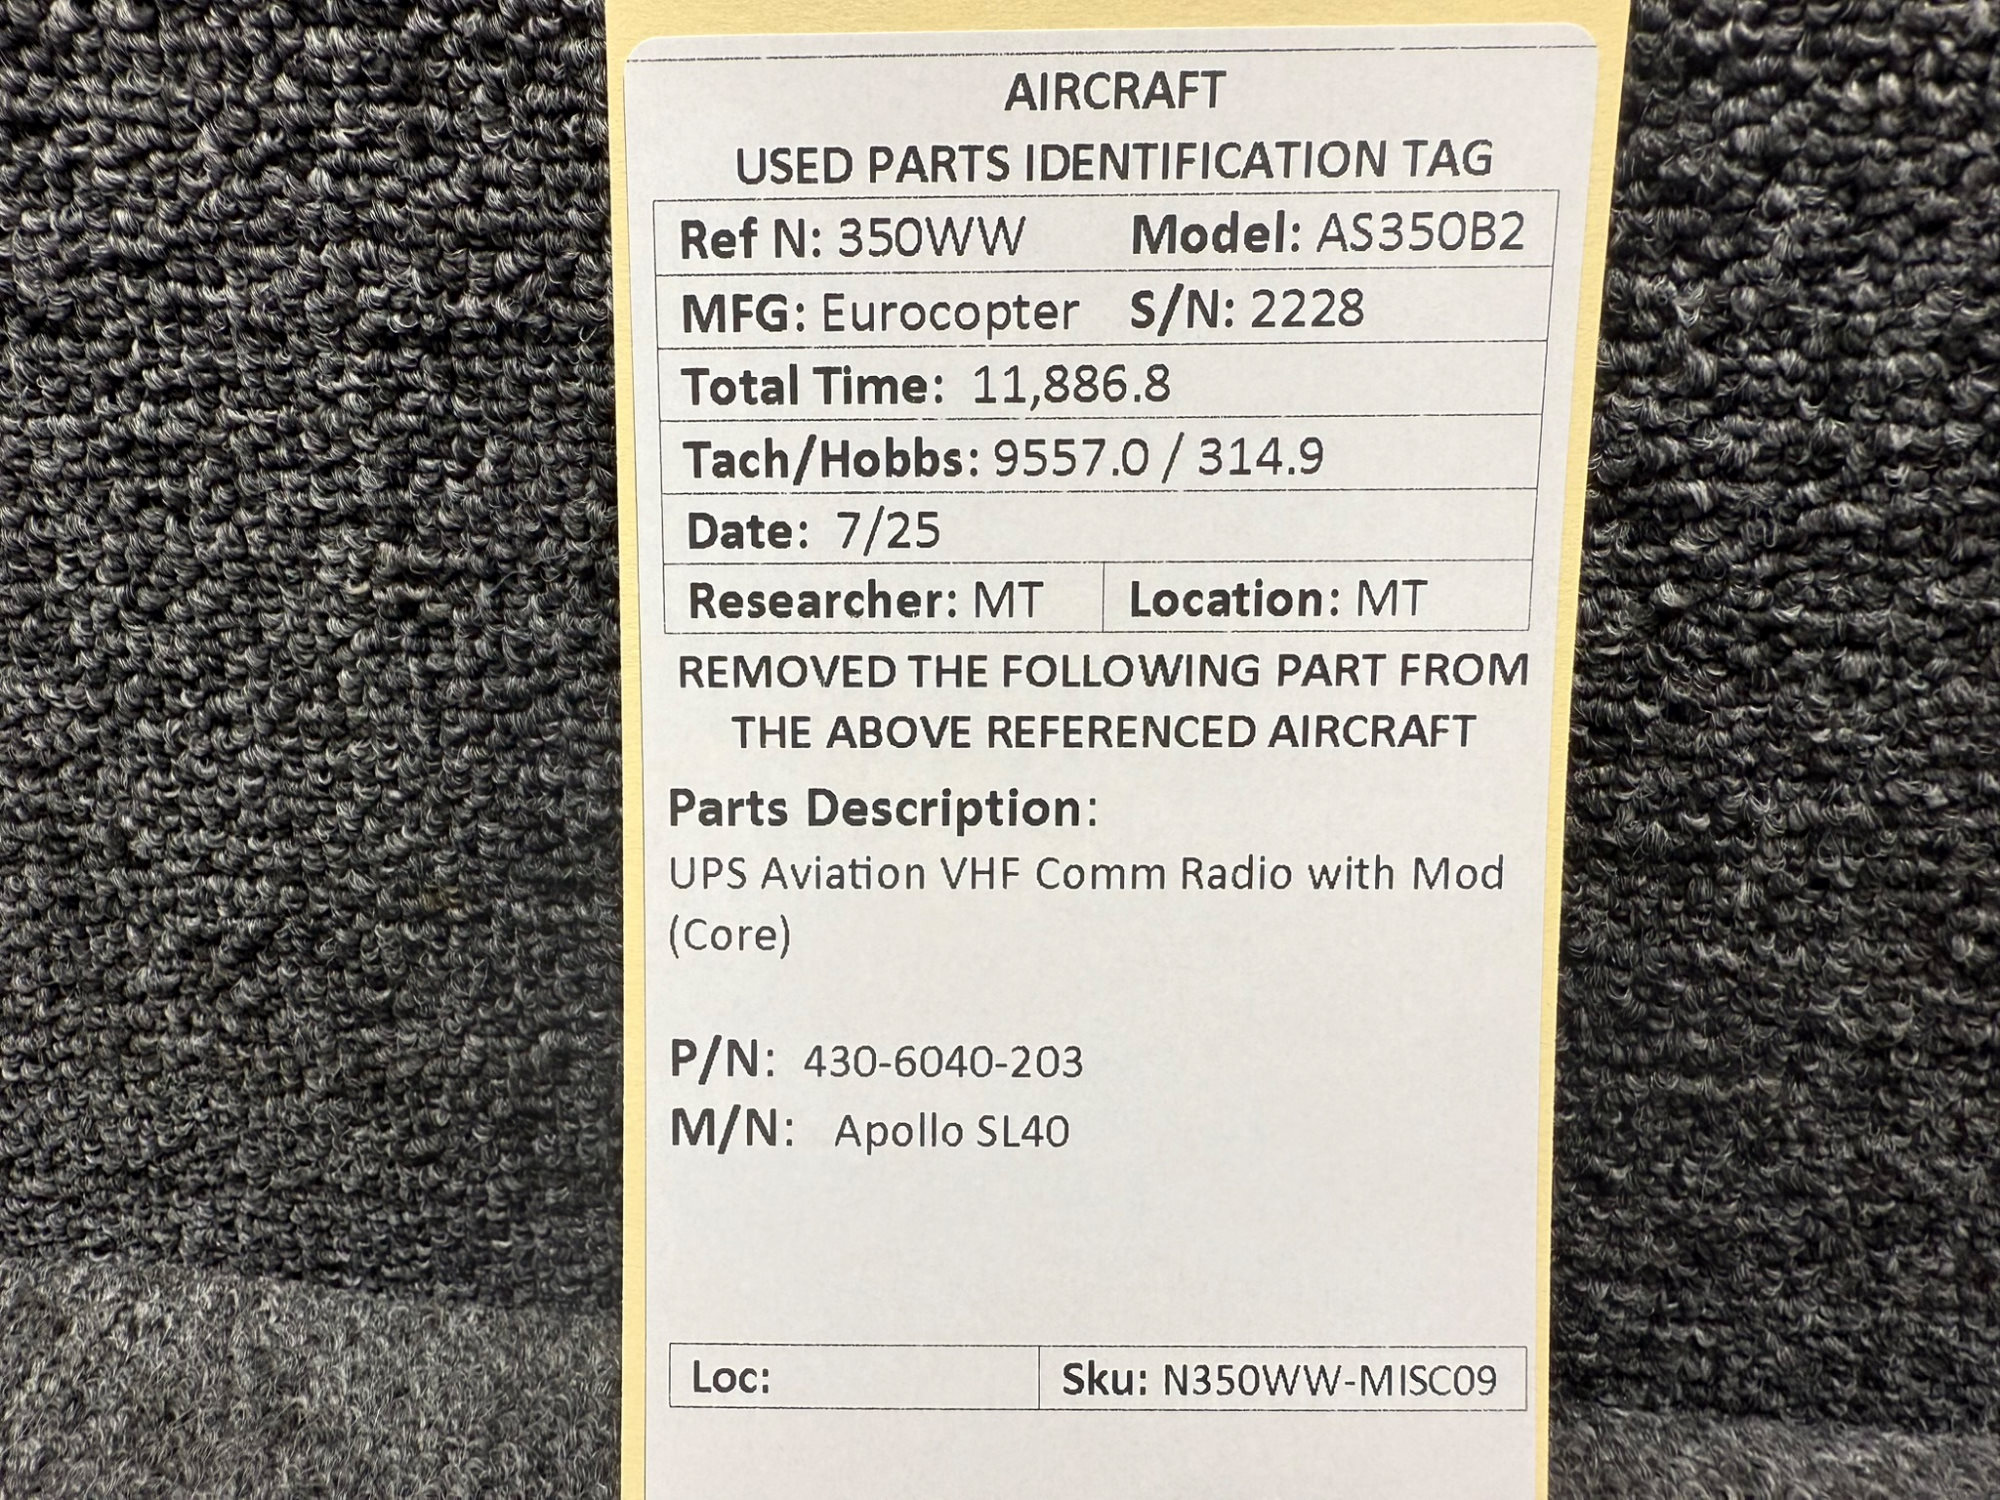 AIRCRAFT
USED PARTS IDENTIFICATION TAG
Ref N: 350WW Model: AS350B2
MFG: Eurocopter S/N: 2228
Total Time: 11,886.8
Tach/Hobbs: 9557.0 / 314.9
Date: 7/25
Researcher: MT Location: MT
REMOVED THE FOLLOWING PART FROM
THE ABOVE REFERENCED AIRCRAFT
Parts Description:
UPS Aviation VHF Comm Radio with Mod
(Core)
P/N: 430-6040-203
M/N: Apollo SL40
Loc: Sku: N350WW-MISC09